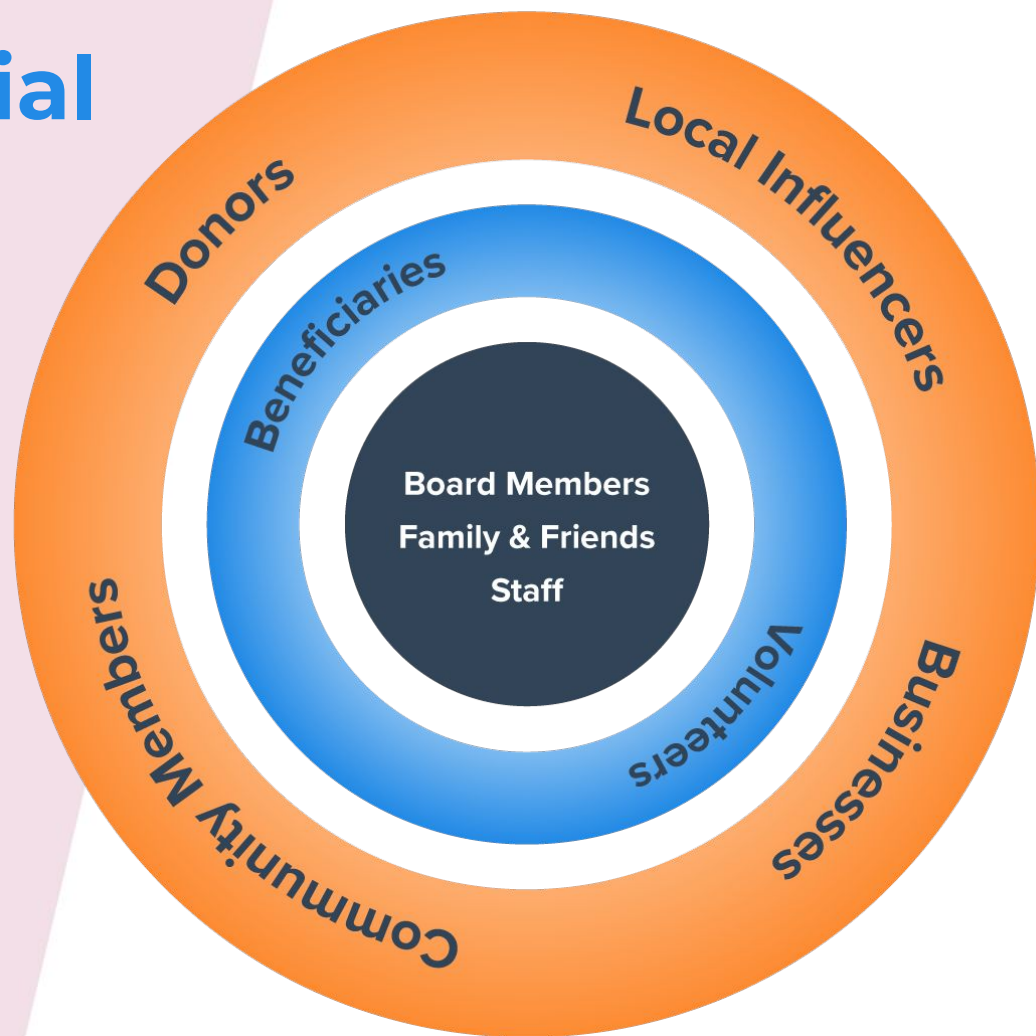 ial
Donors
Local Influencers
Beneficiaries
Board Members
Family & Friends
Staff
Volunteers
Businesses
Community Members